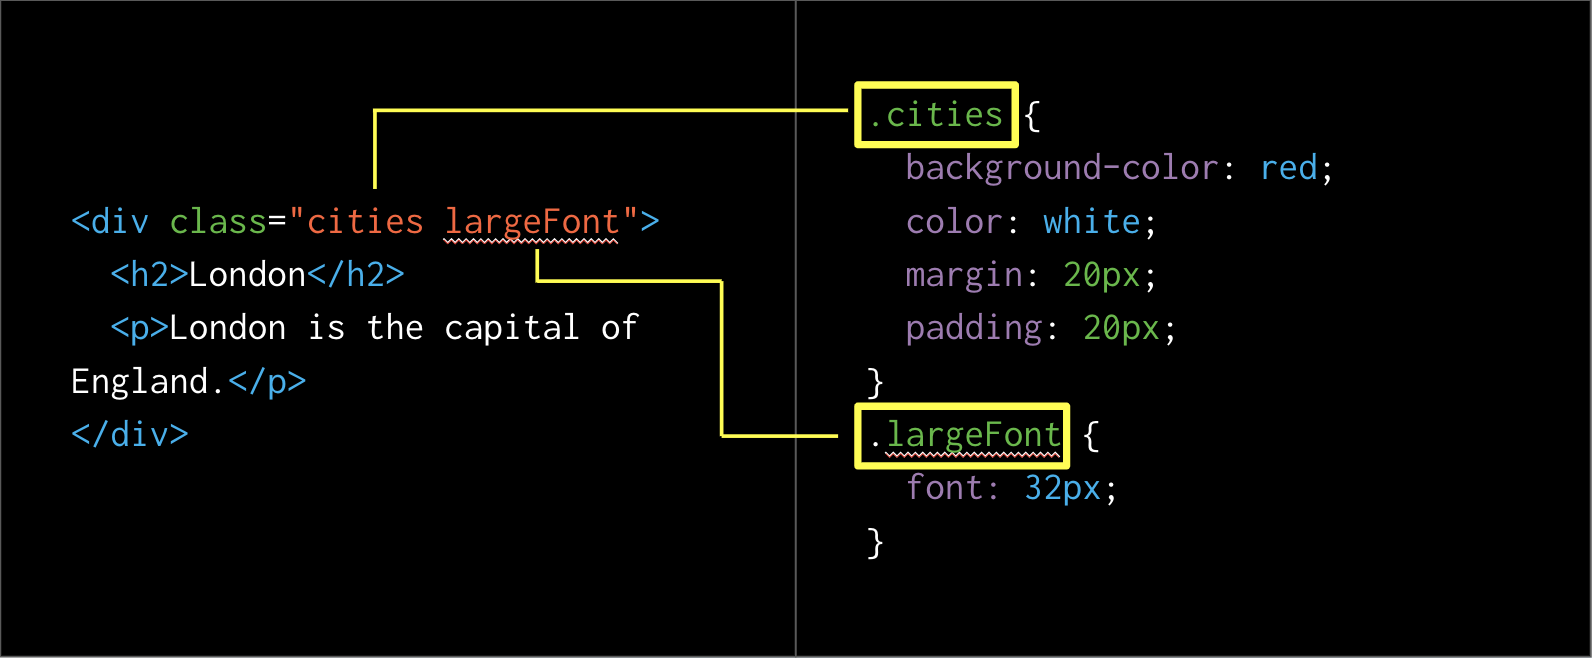 <div class="cities largeFont">
  <h2>London</h2>
  <p>London is the capital of
England.</p>
</div>
.cities {
  background-color: red;
  color: white;
  margin: 20px;
  padding: 20px;
}
.largeFont {
  font: 32px;
}